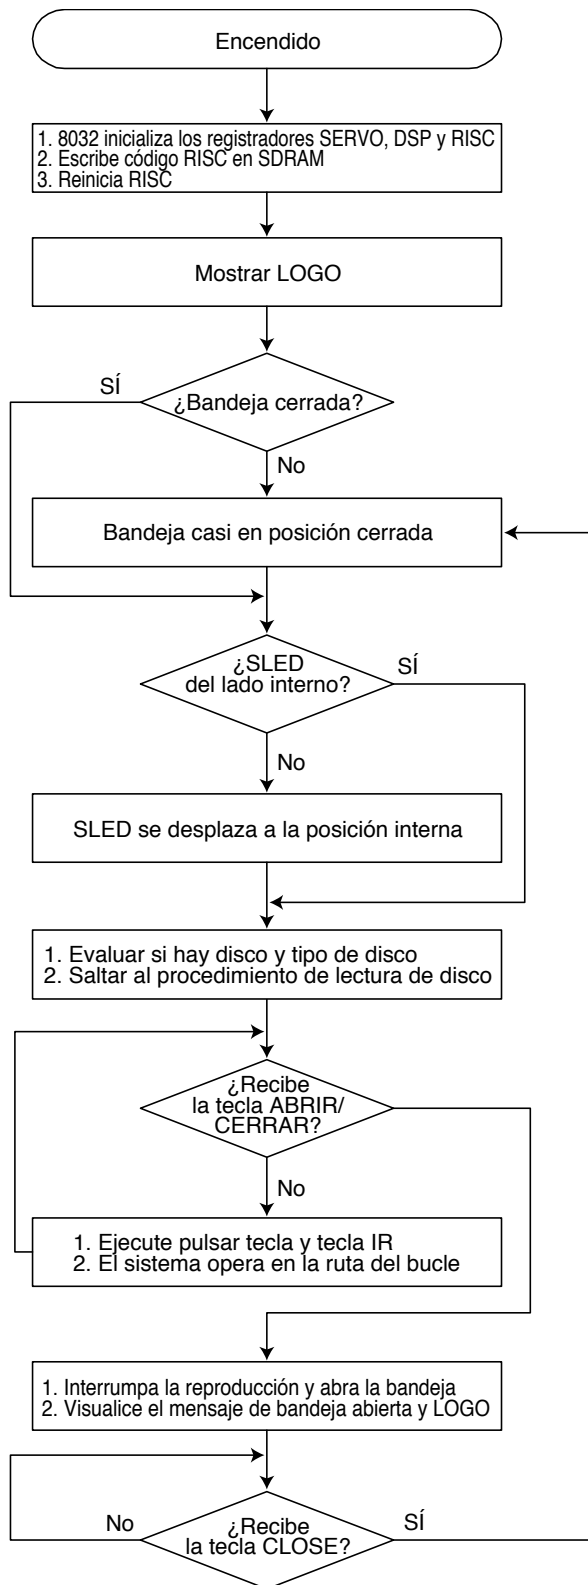 Encendido
1. 8032 inicializa los registradores SERVO, DSP y RISC
2. Escribe código RISC en SDRAM
3. Reinicia RISC
Mostrar LOGO
SÍ
¿Bandeja cerrada?
No
Bandeja casi en posición cerrada
¿SLED
del lado interno?
SÍ
No
SLED se desplaza a la posición interna
1. Evaluar si hay disco y tipo de disco
2. Saltar al procedimiento de lectura de disco
¿Recibe
la tecla ABRIR/
CERRAR?
No
1. Ejecute pulsar tecla y tecla IR
2. El sistema opera en la ruta del bucle
1. Interrumpa la reproducción y abra la bandeja
2. Visualice el mensaje de bandeja abierta y LOGO
No
¿Recibe
la tecla CLOSE?
SÍ